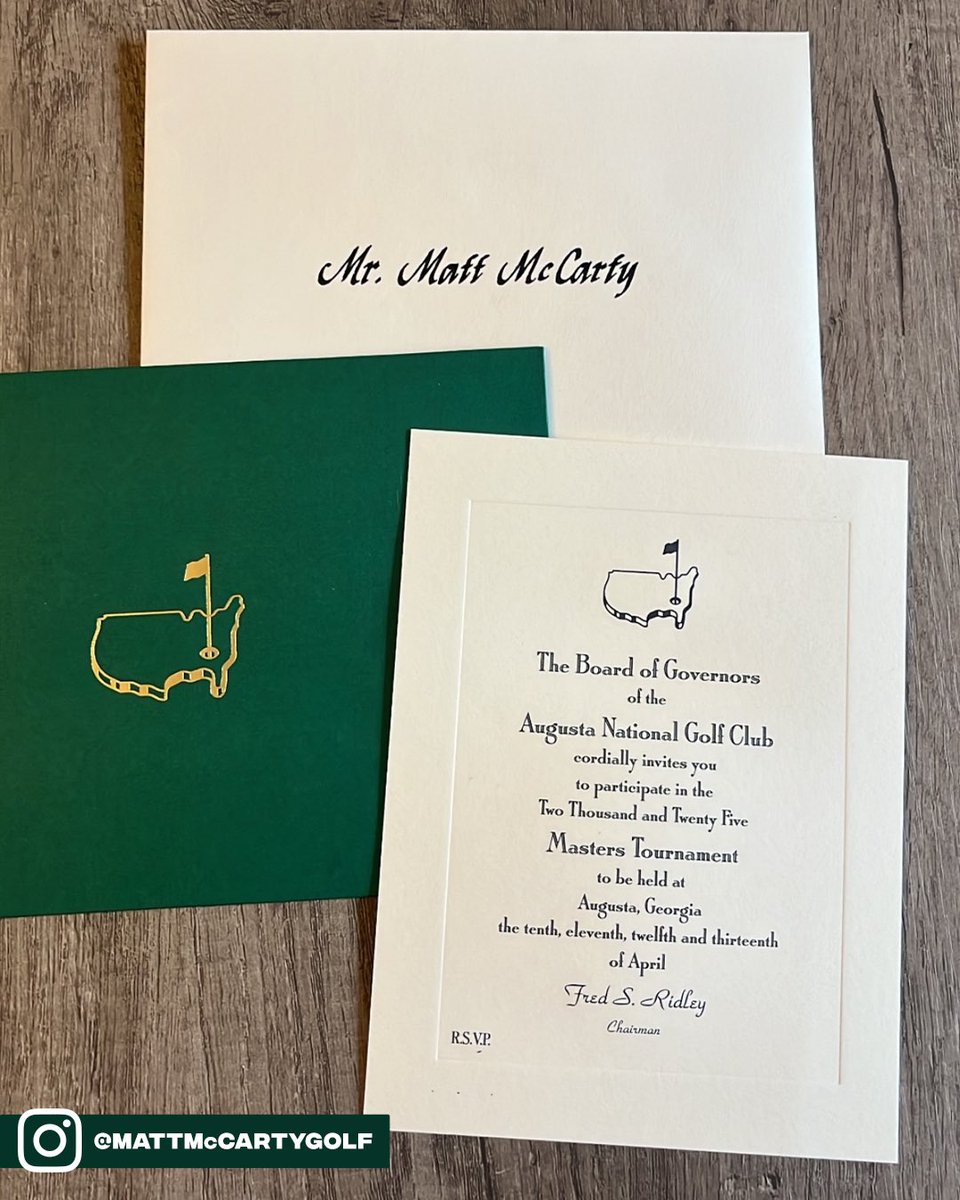 Mr. Matt McCarty
The Board of Governors
of the
Augusta National Golf Club
cordially invites you
to participate in the
Two Thousand and Twenty Five
Masters Tournament
to be held at
Augusta, Georgia
the tenth, eleventh, twelfth and thirteenth
of April
Fred S. Ridley
Chairman
R.S.V.P.
@MATTMcCARTYGOLF